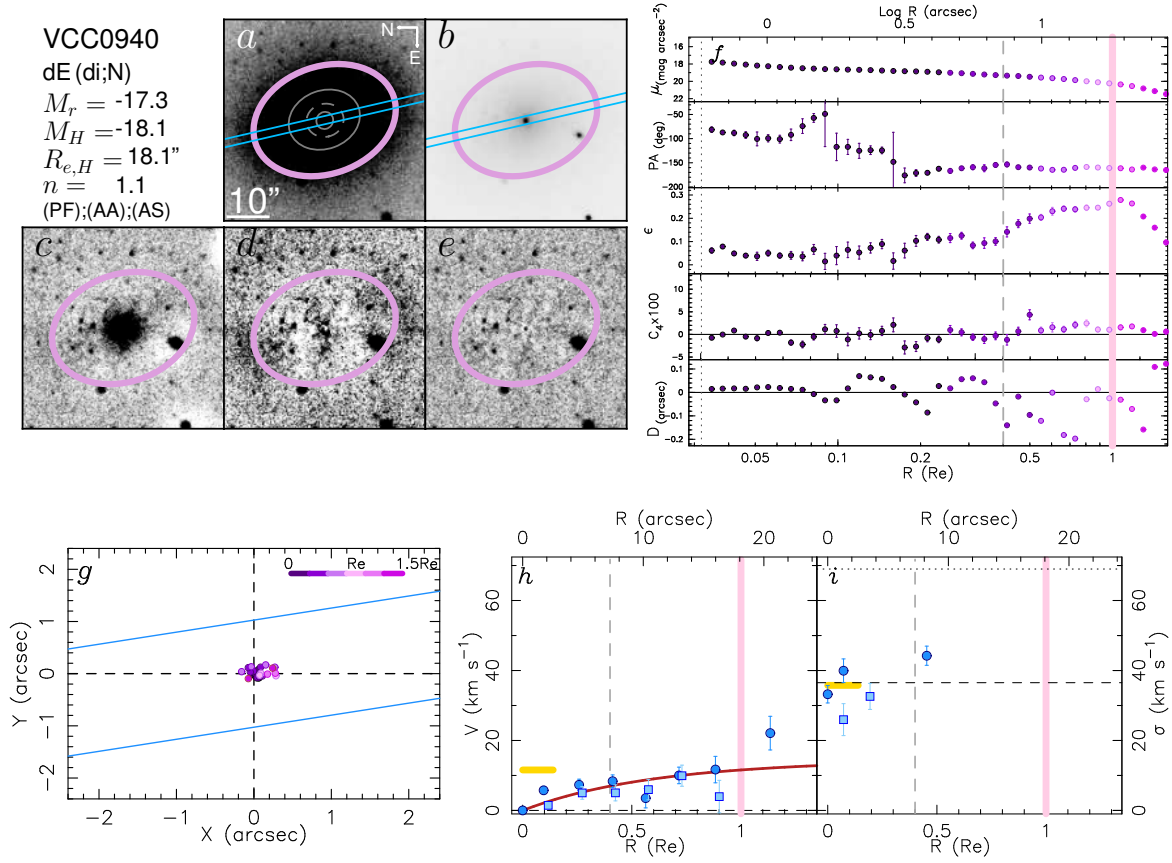 VCC0940
dE (di;N)
M_r = -17.3
M_H = -18.1
R_{e,H} = 18.1”
n = 1.1
(PF);(AA);(AS)
a
N
E
10”
b
c
d
e
Log R (arcsec)
0 0.5 1
f
μ(mag arcsec⁻²)
16
18
20
22
PA (deg)
−50
−100
−150
−200
ϵ
0.3
0.2
0.1
0
C₄x100
10
5
0
−5
D (arcsec)
0.1
0
−0.1
−0.2
0.05 0.1 0.2 0.5 1
R (Re)
g
0 Re 1.5Re
Y (arcsec)
2
1
0
−1
−2
−2 −1 0 1 2
X (arcsec)
R (arcsec)
0 10 20
h
V (km s⁻¹)
60
40
20
0
0 0.5 1
R (Re)
R (arcsec)
0 10 20
i
60
40
20
0
σ (km s⁻¹)
0 0.5 1
R (Re)